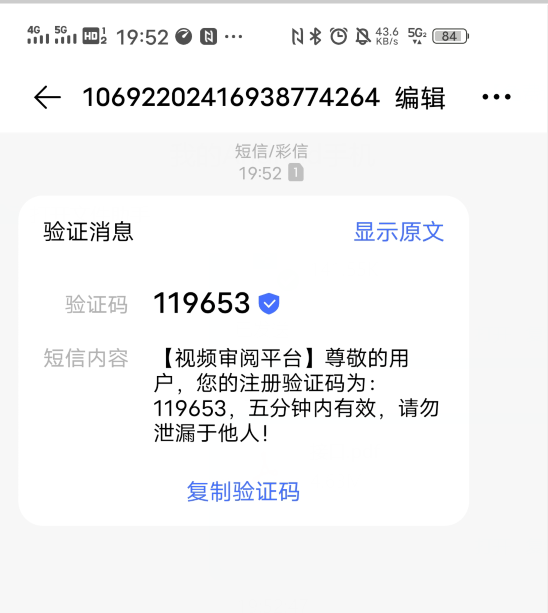 4G 5G HD 1 2 19:52 N ... N 43.6 KB/s 5G2 84
10692202416938774264 编辑
短信/彩信
19:52 1
验证消息 显示原文
验证码 119653
短信内容 【视频审阅平台】尊敬的用
户，您的注册验证码为：
119653，五分钟内有效，请勿
泄漏于他人！
复制验证码